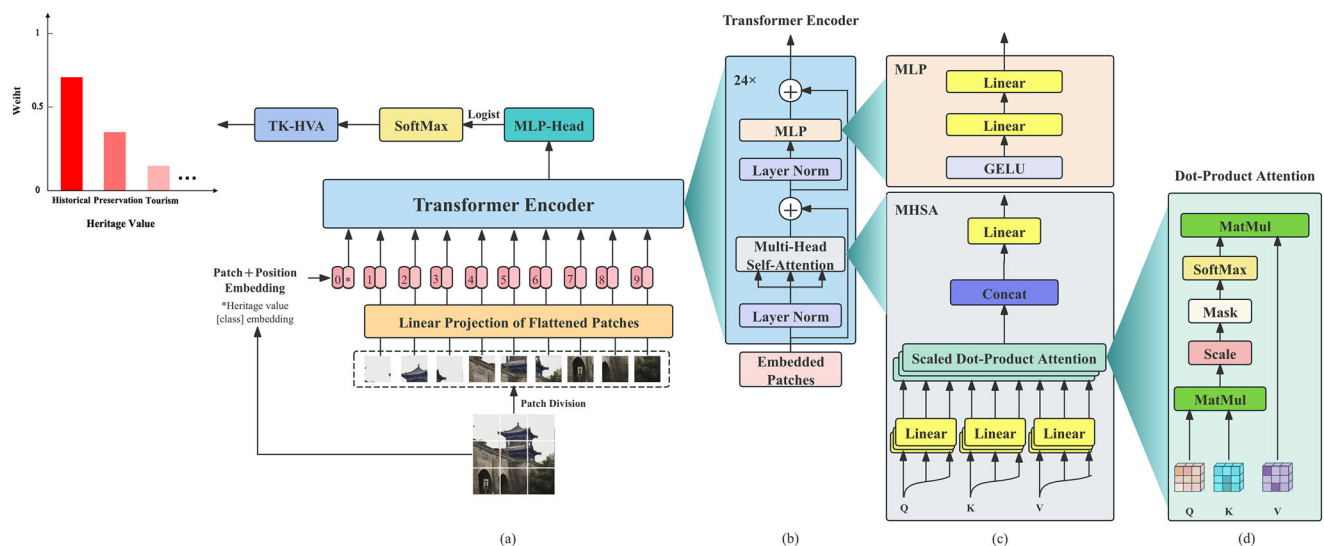 1
0.5
0
Weiht
Historical Preservation Tourism
Heritage Value
TK-HVA
SoftMax
Logist
MLP-Head
Transformer Encoder
Patch+Position
Embedding
*Heritage value
[class] embedding
0 * 1 2 3 4 5 6 7 8 9
Linear Projection of Flattened Patches
Patch Division
(a)
Transformer Encoder
24×
MLP
Layer Norm
Multi-Head
Self-Attention
Layer Norm
Embedded
Patches
(b)
MLP
Linear
Linear
GELU
MHSA
Linear
Concat
Scaled Dot-Product Attention
Linear Linear Linear
Q K V
(c)
Dot-Product Attention
MatMul
SoftMax
Mask
Scale
MatMul
Q K V
(d)